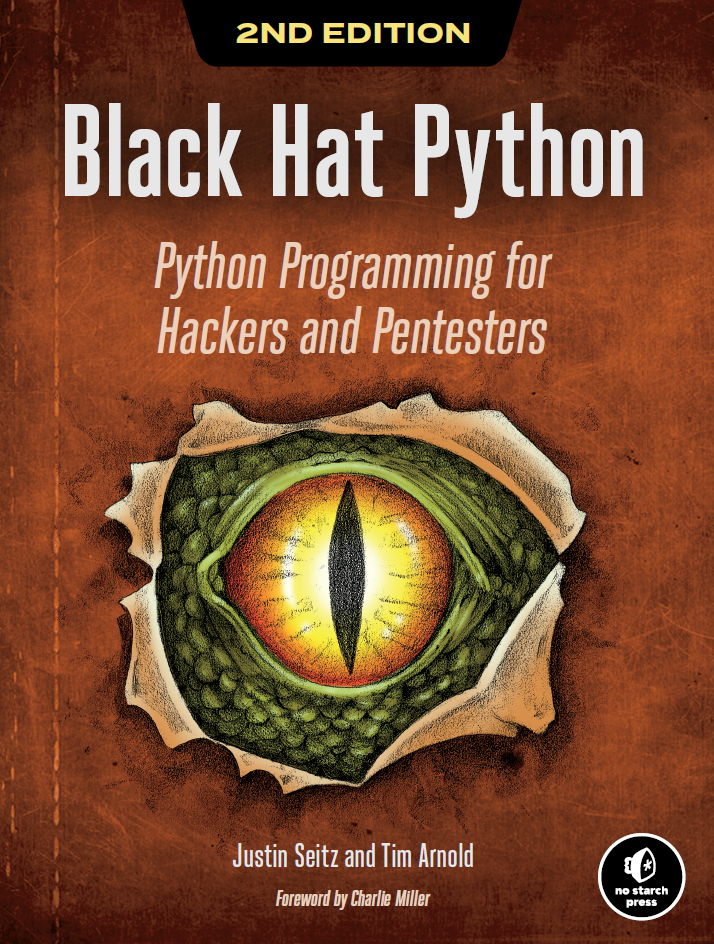 2ND EDITION
Black Hat Python
Python Programming for
Hackers and Pentesters
Justin Seitz and Tim Arnold
Foreword by Charlie Miller
no starch
press